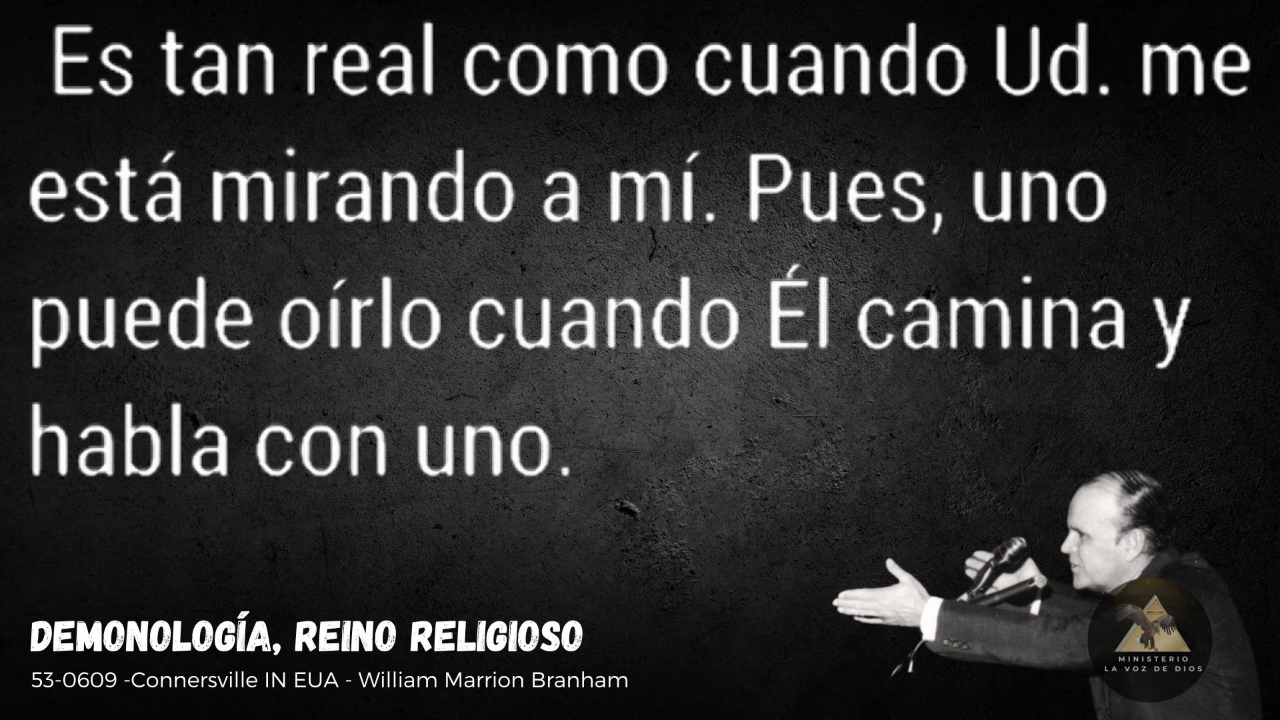 Es tan real como cuando Ud. me
está mirando a mí. Pues, uno
puede oírlo cuando Él camina y
habla con uno.
DEMONOLOGÍA, REINO RELIGIOSO
53-0609 -Connersville IN EUA - William Marrion Branham
MINISTERIO
LA VOZ DE DIOS